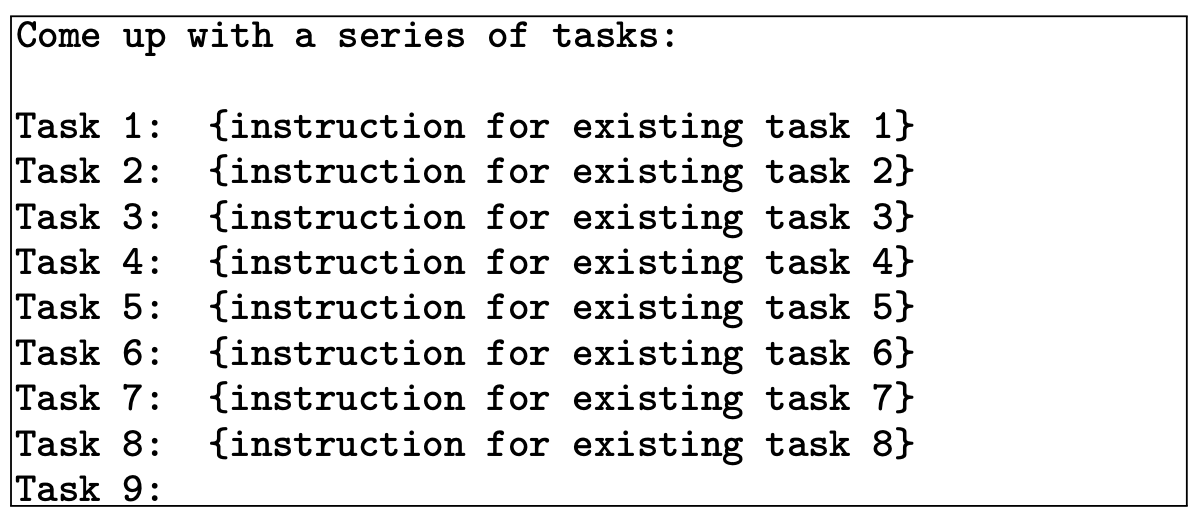 Come up with a series of tasks:
Task 1: {instruction for existing task 1}
Task 2: {instruction for existing task 2}
Task 3: {instruction for existing task 3}
Task 4: {instruction for existing task 4}
Task 5: {instruction for existing task 5}
Task 6: {instruction for existing task 6}
Task 7: {instruction for existing task 7}
Task 8: {instruction for existing task 8}
Task 9: